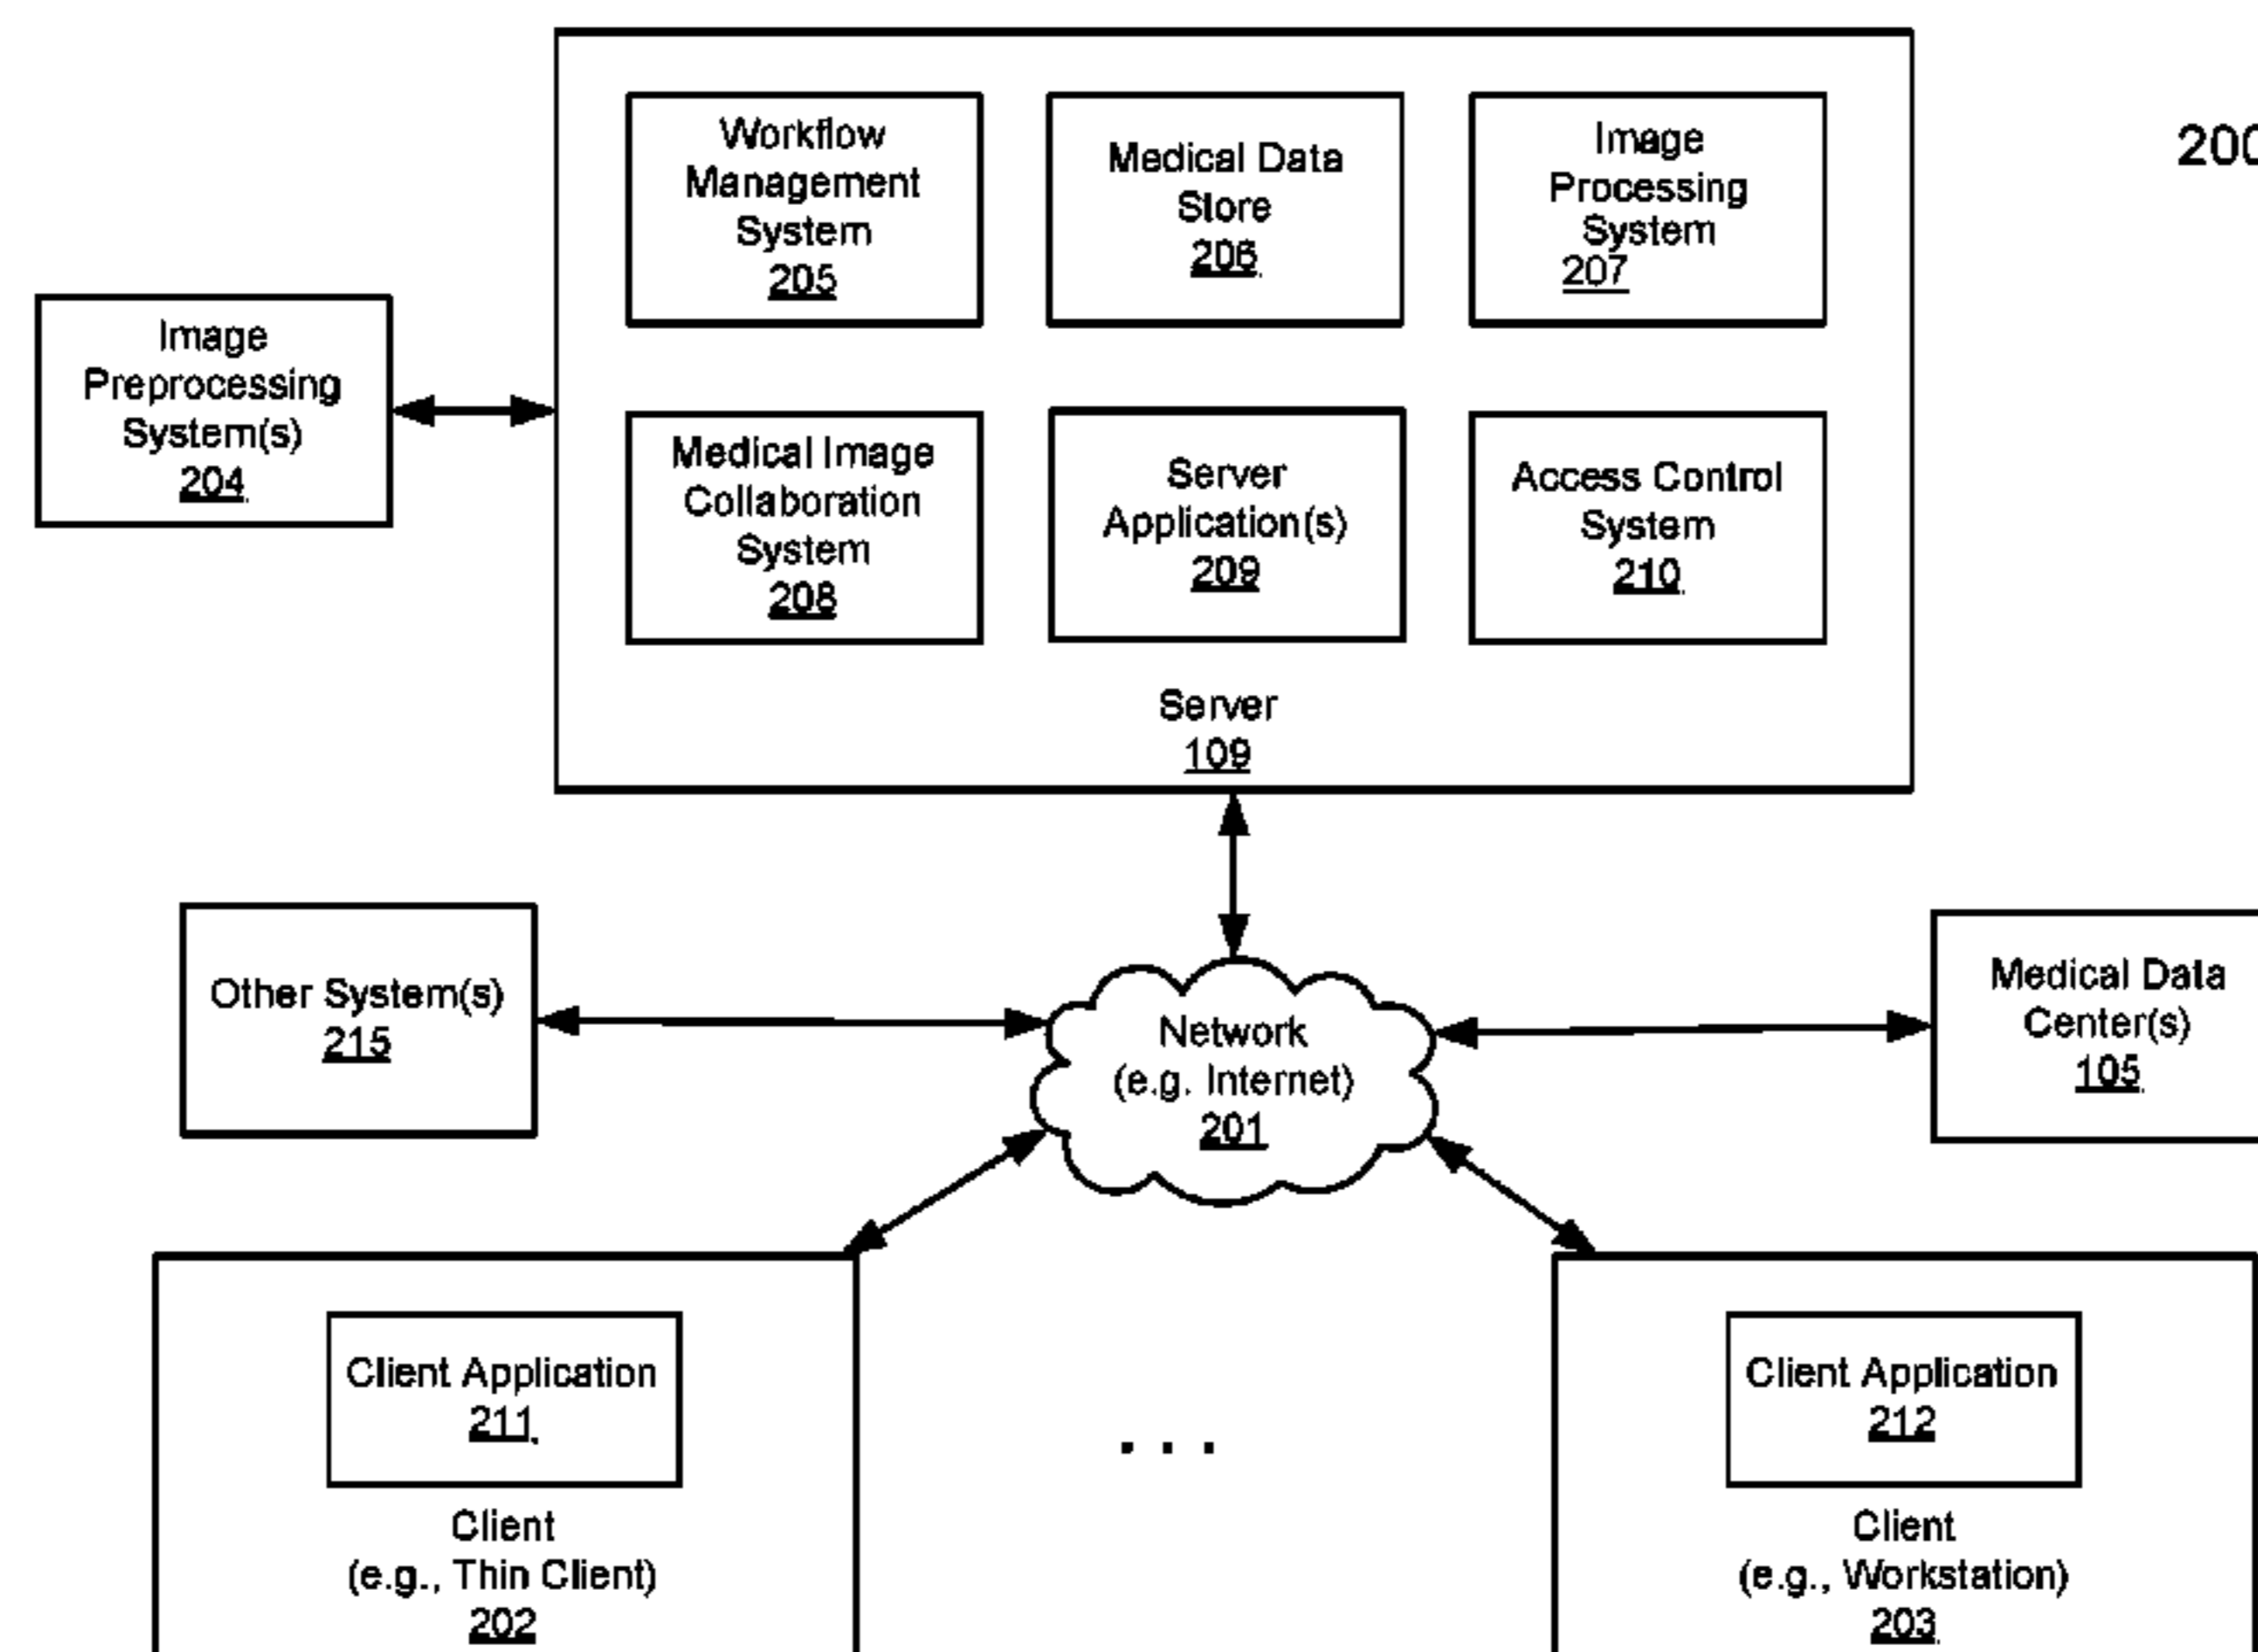 Workflow
Management
System
205
Medical Data
Store
206
Image
Processing
System
207
200
Image
Preprocessing
System(s)
204
Medical Image
Collaboration
System
208
Server
Application(s)
209
Access Control
System
210
Server
109
Other System(s)
215
Network
(e.g. Internet)
201
Medical Data
Center(s)
105
Client Application
211
Client
(e.g., Thin Client)
202
. . .
Client Application
212
Client
(e.g., Workstation)
203